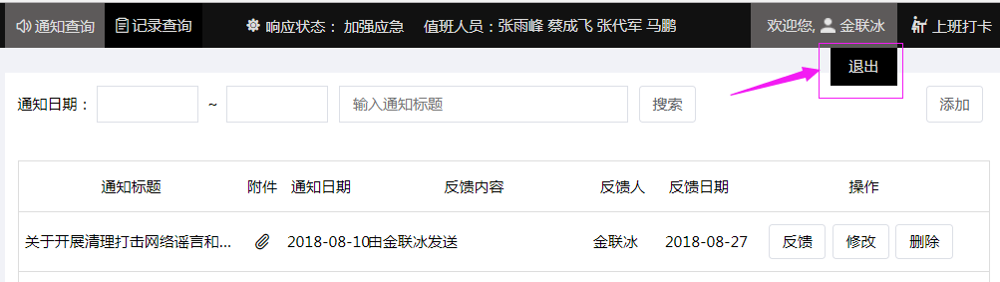 通知查询 记录查询 响应状态： 加强应急 值班人员：张雨峰 蔡成飞 张代军 马鹏 欢迎您, 金联冰 上班打卡
退出
通知日期： ~ 输入通知标题 搜索 添加
通知标题 附件 通知日期 反馈内容 反馈人 反馈日期 操作
关于开展清理打击网络谣言和... 2018-08-10由金联冰发送 金联冰 2018-08-27 反馈 修改 删除